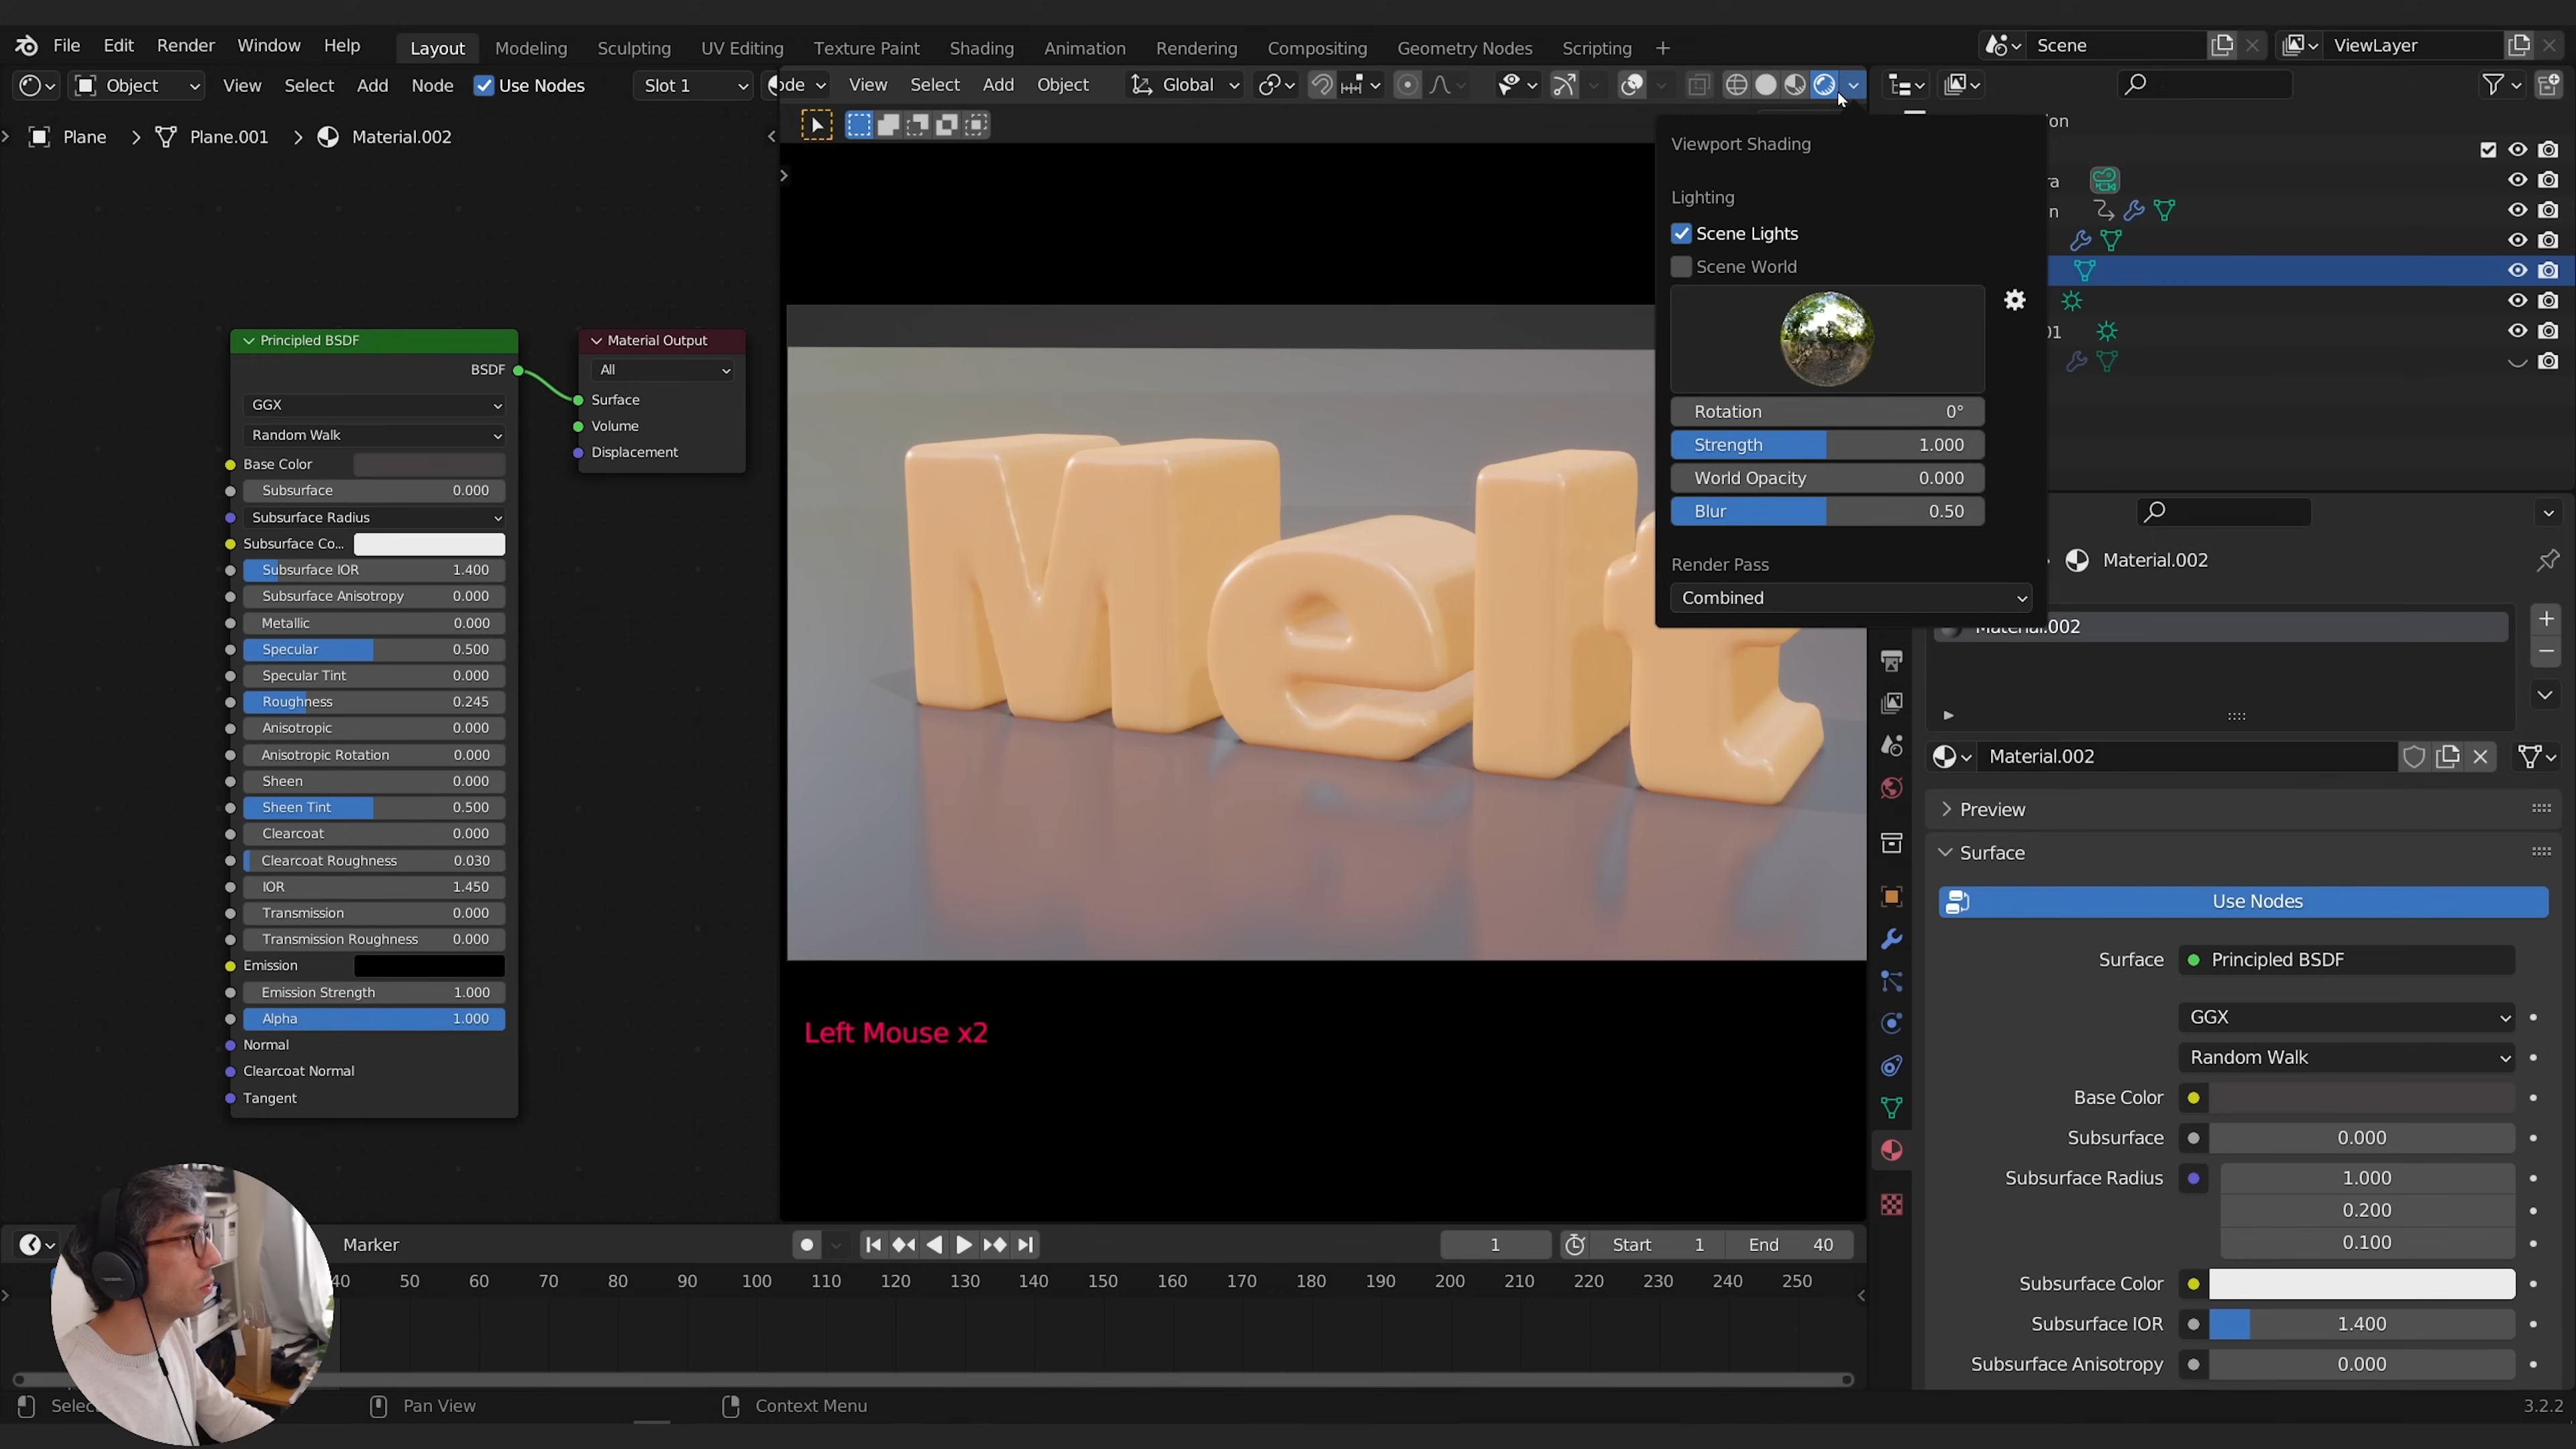 File Edit Render Window Help Layout Modeling Sculpting UV Editing Texture Paint Shading Animation Rendering Compositing Geometry Nodes Scripting + Scene ViewLayer
Object View Select Add Node Use Nodes Slot 1 ode View Select Add Object Global
Plane > Plane.001 > Material.002
Principled BSDF
BSDF
GGX
Random Walk
Base Color
Subsurface 0.000
Subsurface Radius
Subsurface Co...
Subsurface IOR 1.400
Subsurface Anisotropy 0.000
Metallic 0.000
Specular 0.500
Specular Tint 0.000
Roughness 0.245
Anisotropic 0.000
Anisotropic Rotation 0.000
Sheen 0.000
Sheen Tint 0.500
Clearcoat 0.000
Clearcoat Roughness 0.030
IOR 1.450
Transmission 0.000
Transmission Roughness 0.000
Emission
Emission Strength 1.000
Alpha 1.000
Normal
Clearcoat Normal
Tangent
Material Output
All
Surface
Volume
Displacement
Melt
Left Mouse x2
Viewport Shading
Lighting
Scene Lights
Scene World
Rotation 0°
Strength 1.000
World Opacity 0.000
Blur 0.50
Render Pass
Combined
on
ra
n
01
Material.002
Material.002
Material.002
Preview
Surface
Use Nodes
Surface Principled BSDF
GGX
Random Walk
Base Color
Subsurface 0.000
Subsurface Radius 1.000
0.200
0.100
Subsurface Color
Subsurface IOR 1.400
Subsurface Anisotropy 0.000
Marker 1 Start 1 End 40
40 50 60 70 80 90 100 110 120 130 140 150 160 170 180 190 200 210 220 230 240 250
Selec Pan View Context Menu 3.2.2